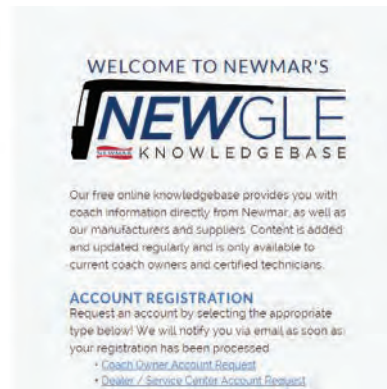 WELCOME TO NEWMAR'S
NEWGLE
NEWMAR
KNOWLEDGEBASE
Our free online knowledgebase provides you with
coach information directly from Newmar, as well as
our manufacturers and suppliers. Content is added
and updated regularly and is only available to
current coach owners and certified technicians.
ACCOUNT REGISTRATION
Request an account by selecting the appropriate
type below! We will notify you via email as soon as
your registration has been processed
• Coach Owner Account Request
• Dealer / Service Center Account Request